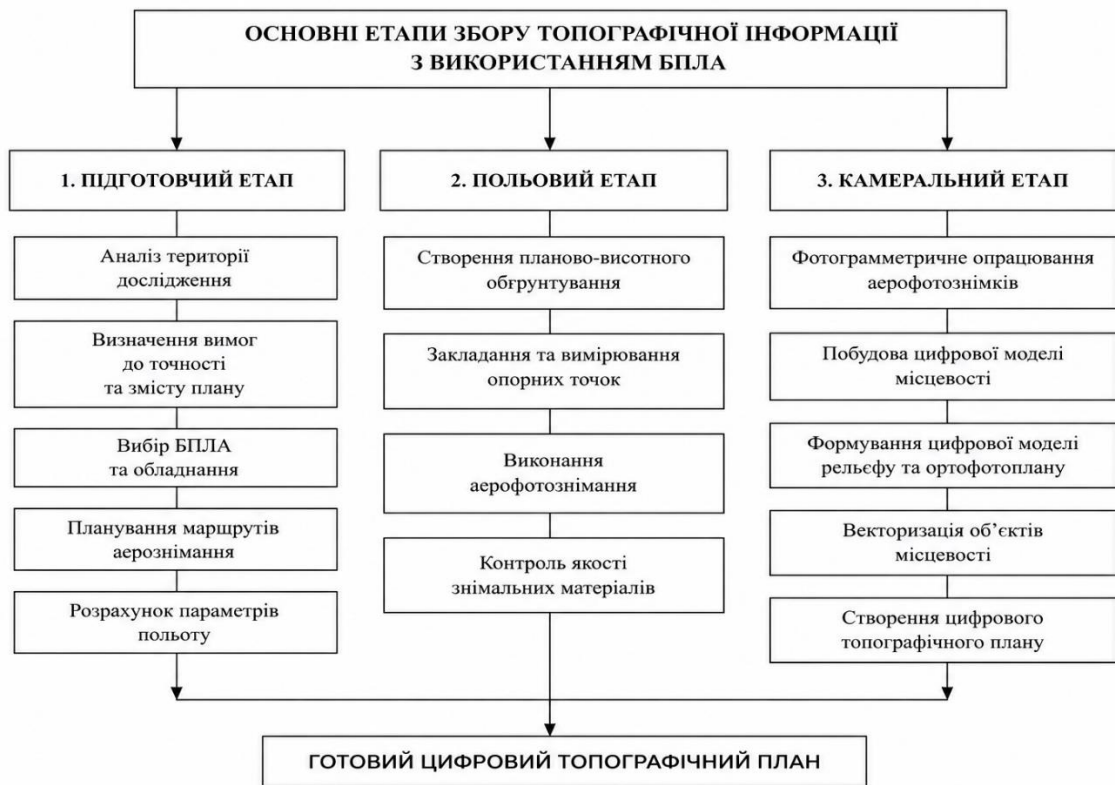 ОСНОВНІ ЕТАПИ ЗБОРУ ТОПОГРАФІЧНОЇ ІНФОРМАЦІЇ
З ВИКОРИСТАННЯМ БПЛА
1. ПІДГОТОВЧИЙ ЕТАП
Аналіз території
дослідження
Визначення вимог
до точності
та змісту плану
Вибір БПЛА
та обладнання
Планування маршрутів
аерознімання
Розрахунок параметрів
польоту
2. ПОЛЬОВИЙ ЕТАП
Створення планово-висотного
обґрунтування
Закладання та вимірювання
опорних точок
Виконання
аерофотознімання
Контроль якості
знімальних матеріалів
3. КАМЕРАЛЬНИЙ ЕТАП
Фотограмметричне опрацювання
аерофотознімків
Побудова цифрової моделі
місцевості
Формування цифрової моделі
рельєфу та ортофотоплану
Векторизація об’єктів
місцевості
Створення цифрового
топографічного плану
ГОТОВИЙ ЦИФРОВИЙ ТОПОГРАФІЧНИЙ ПЛАН